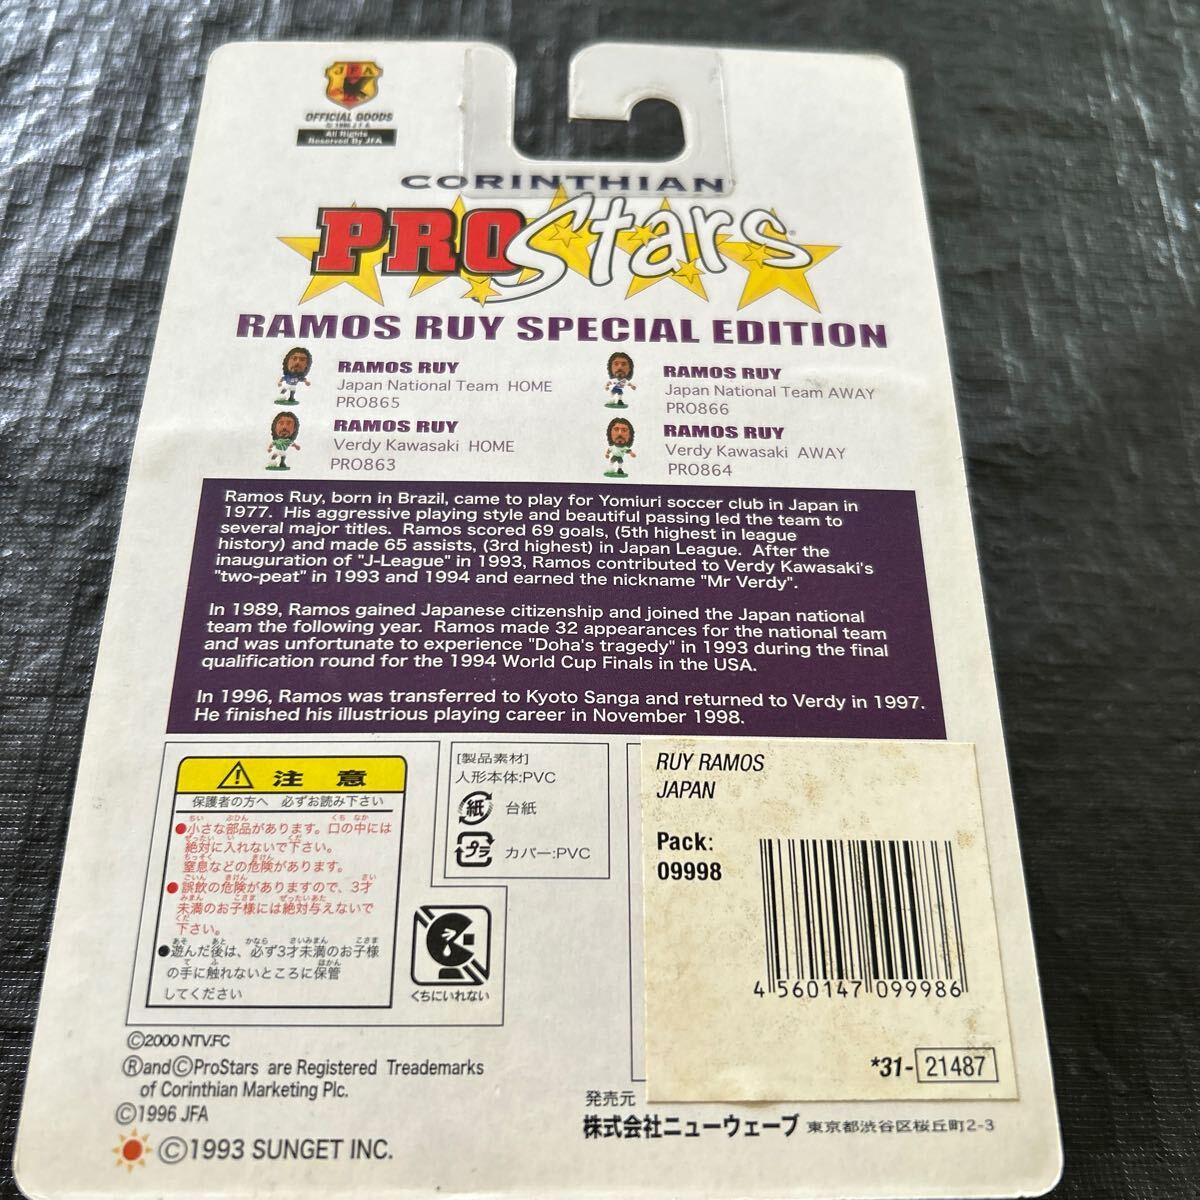 JFA
OFFICIAL GOODS
© 1996 J F A
All Rights
Reserved By JFA
CORINTHIAN
PROStars
RAMOS RUY SPECIAL EDITION
RAMOS RUY
Japan National Team HOME
PRO865
RAMOS RUY
Japan National Team AWAY
PRO866
RAMOS RUY
Verdy Kawasaki HOME
PRO863
RAMOS RUY
Verdy Kawasaki AWAY
PRO864
Ramos Ruy, born in Brazil, came to play for Yomiuri soccer club in Japan in
1977. His aggressive playing style and beautiful passing led the team to
several major titles. Ramos scored 69 goals, (5th highest in league
history) and made 65 assists, (3rd highest) in Japan League. After the
inauguration of "J-League" in 1993, Ramos contributed to Verdy Kawasaki's
"two-peat" in 1993 and 1994 and earned the nickname "Mr Verdy".
In 1989, Ramos gained Japanese citizenship and joined the Japan national
team the following year. Ramos made 32 appearances for the national team
and was unfortunate to experience "Doha's tragedy" in 1993 during the final
qualification round for the 1994 World Cup Finals in the USA.
In 1996, Ramos was transferred to Kyoto Sanga and returned to Verdy in 1997.
He finished his illustrious playing career in November 1998.
注意
保護者の方へ 必ずお読み下さい
●小さな部品があります。口の中には
絶対に入れないで下さい。
窒息などの危険があります。
●誤飲の危険がありますので、3才
未満のお子様には絶対与えないで
下さい。
●遊んだ後は、必ず3才未満のお子様
の手に触れないところに保管
してください
くちにいれない
[製品素材]
人形本体:PVC
紙 台紙
プラ カバー:PVC
RUY RAMOS
JAPAN
Pack:
09998
4 560147 099986
*31- 21487
©2000 NTV.FC
®and©ProStars are Registered Treademarks
of Corinthian Marketing Plc.
©1996 JFA
©1993 SUNGET INC.
発売元
株式会社ニューウェーブ 東京都渋谷区桜丘町2-3